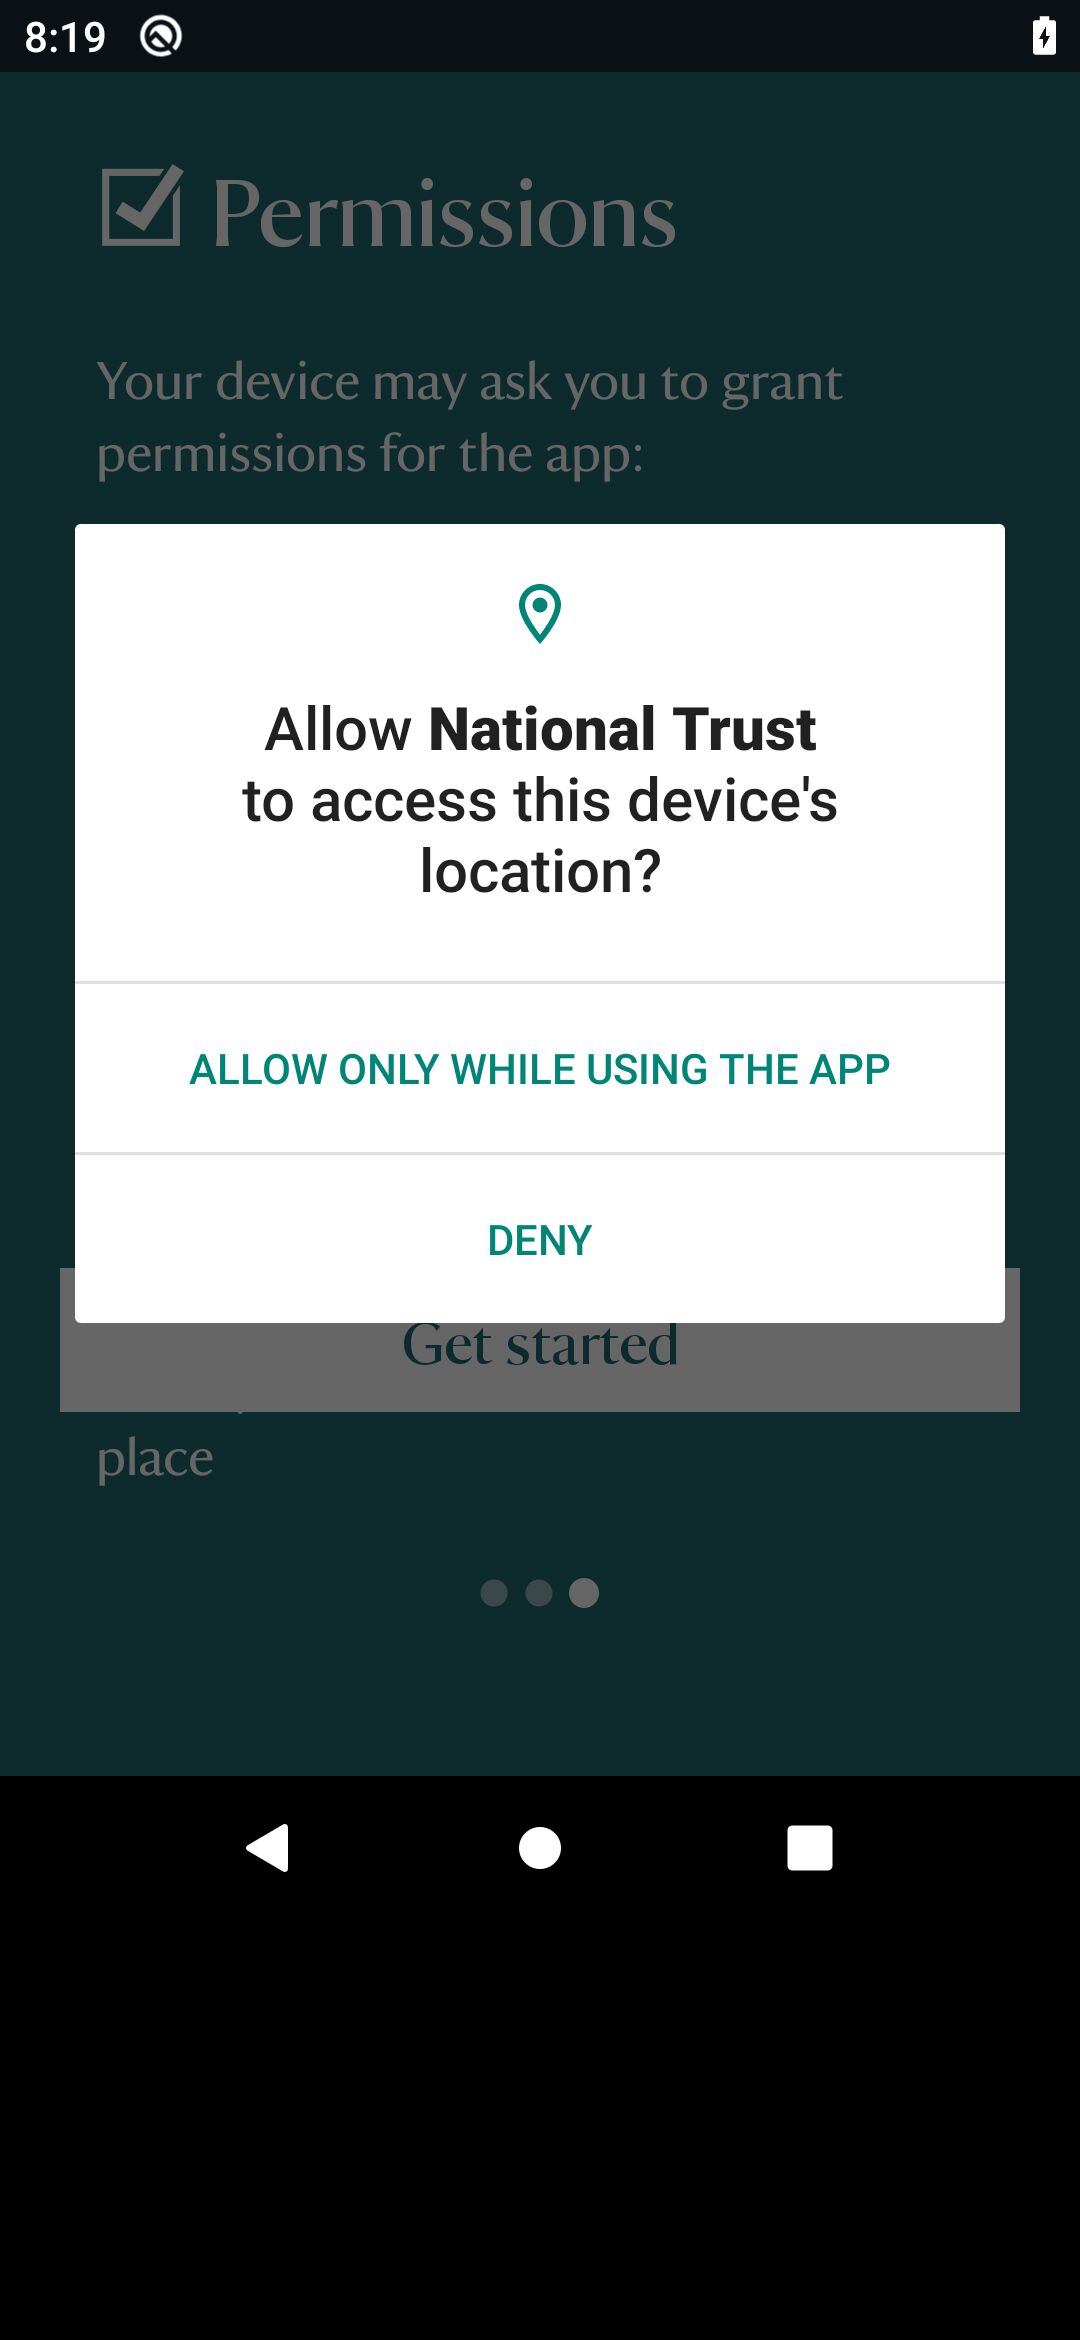 8:19
Permissions
Your device may ask you to grant
permissions for the app:
Allow National Trust
to access this device's
location?
ALLOW ONLY WHILE USING THE APP
DENY
Get started
place